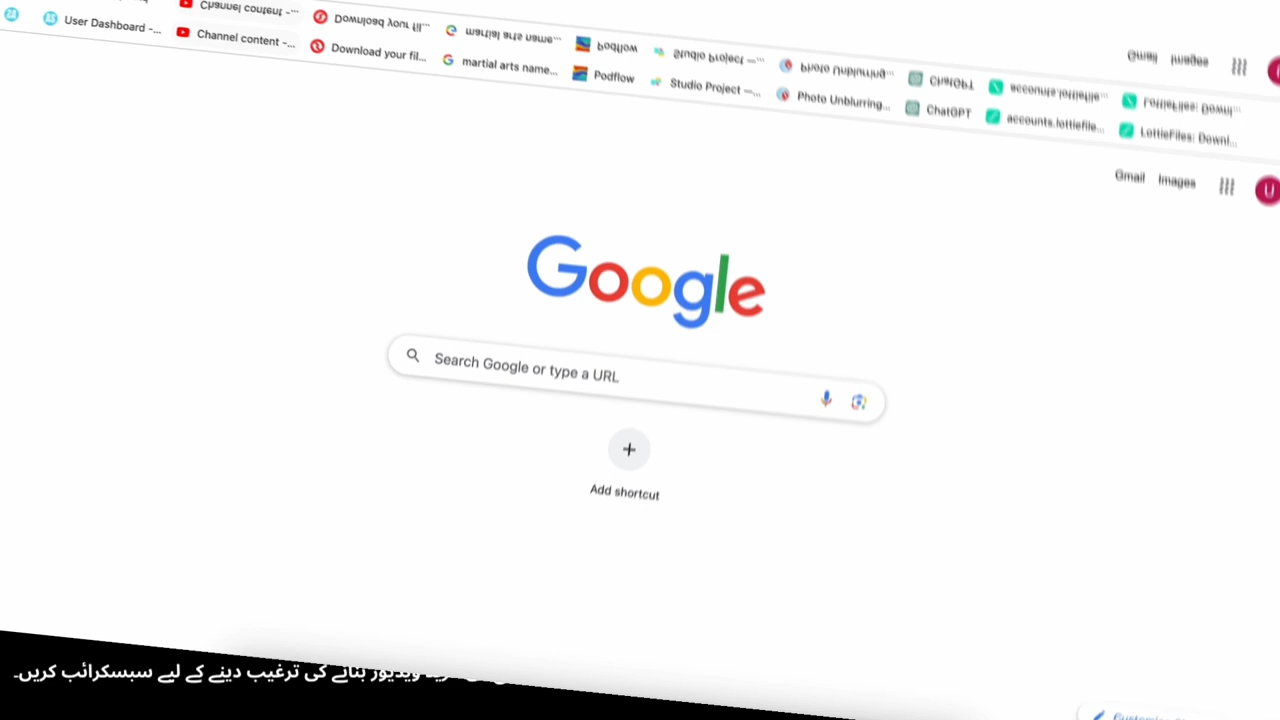 User Dashboard -...
Channel content -...
Download your fil...
martial arts name...
Podflow
Studio Project —...
Photo Unblurring...
ChatGPT
accounts.lottiefile...
LottieFiles: Downl...
Gmail Images
U
Google
Search Google or type a URL
Add shortcut
ویڈیوز بنانے کی ترغیب دینے کے لیے سبسکرائب کریں۔